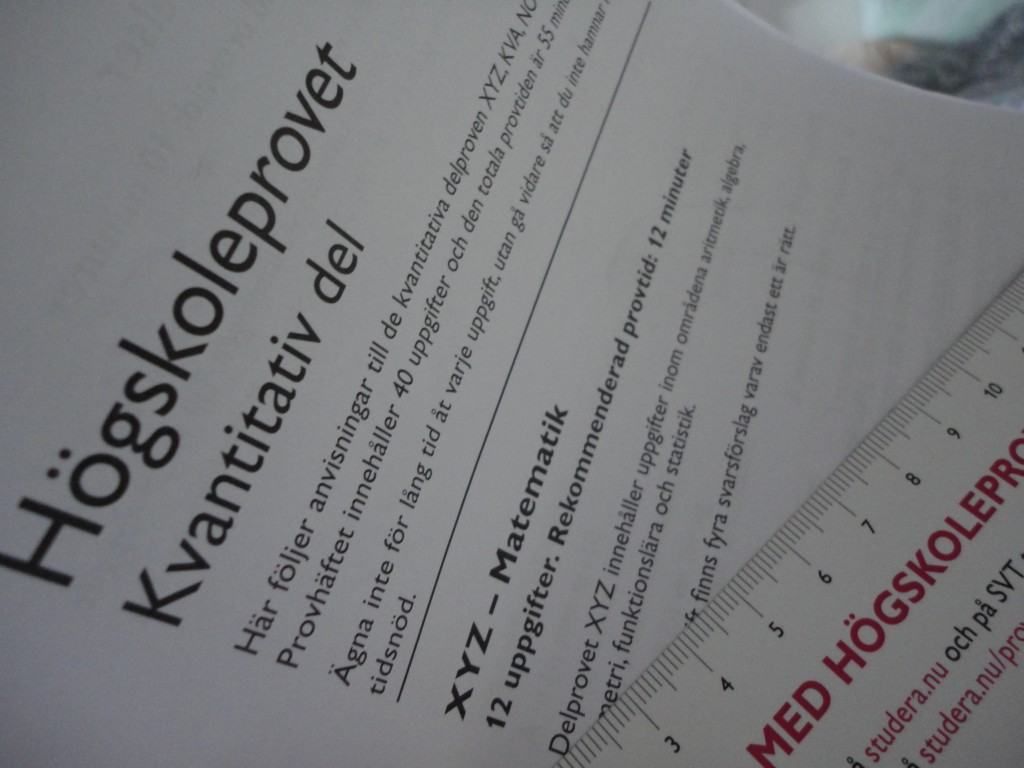 Högskoleprovet
Kvantitativ del
Här följer anvisningar till de kvantitativa delproven XYZ, KVA, NO
Provhäftet innehåller 40 uppgifter och den totala provtiden är 55 min
Ägna inte för lång tid åt varje uppgift, utan gå vidare så att du inte hamnar
tidsnöd.
XYZ – Matematik
12 uppgifter. Rekommenderad provtid: 12 minuter
Delprovet XYZ innehåller uppgifter inom områdena aritmetik, algebra,
metri, funktionslära och statistik.
finns fyra svarsförslag varav endast ett är rätt.
3 4 5 6 7 8 9 10
MED HÖGSKOLEPRO
å studera.nu och på SVT
å studera.nu/pro